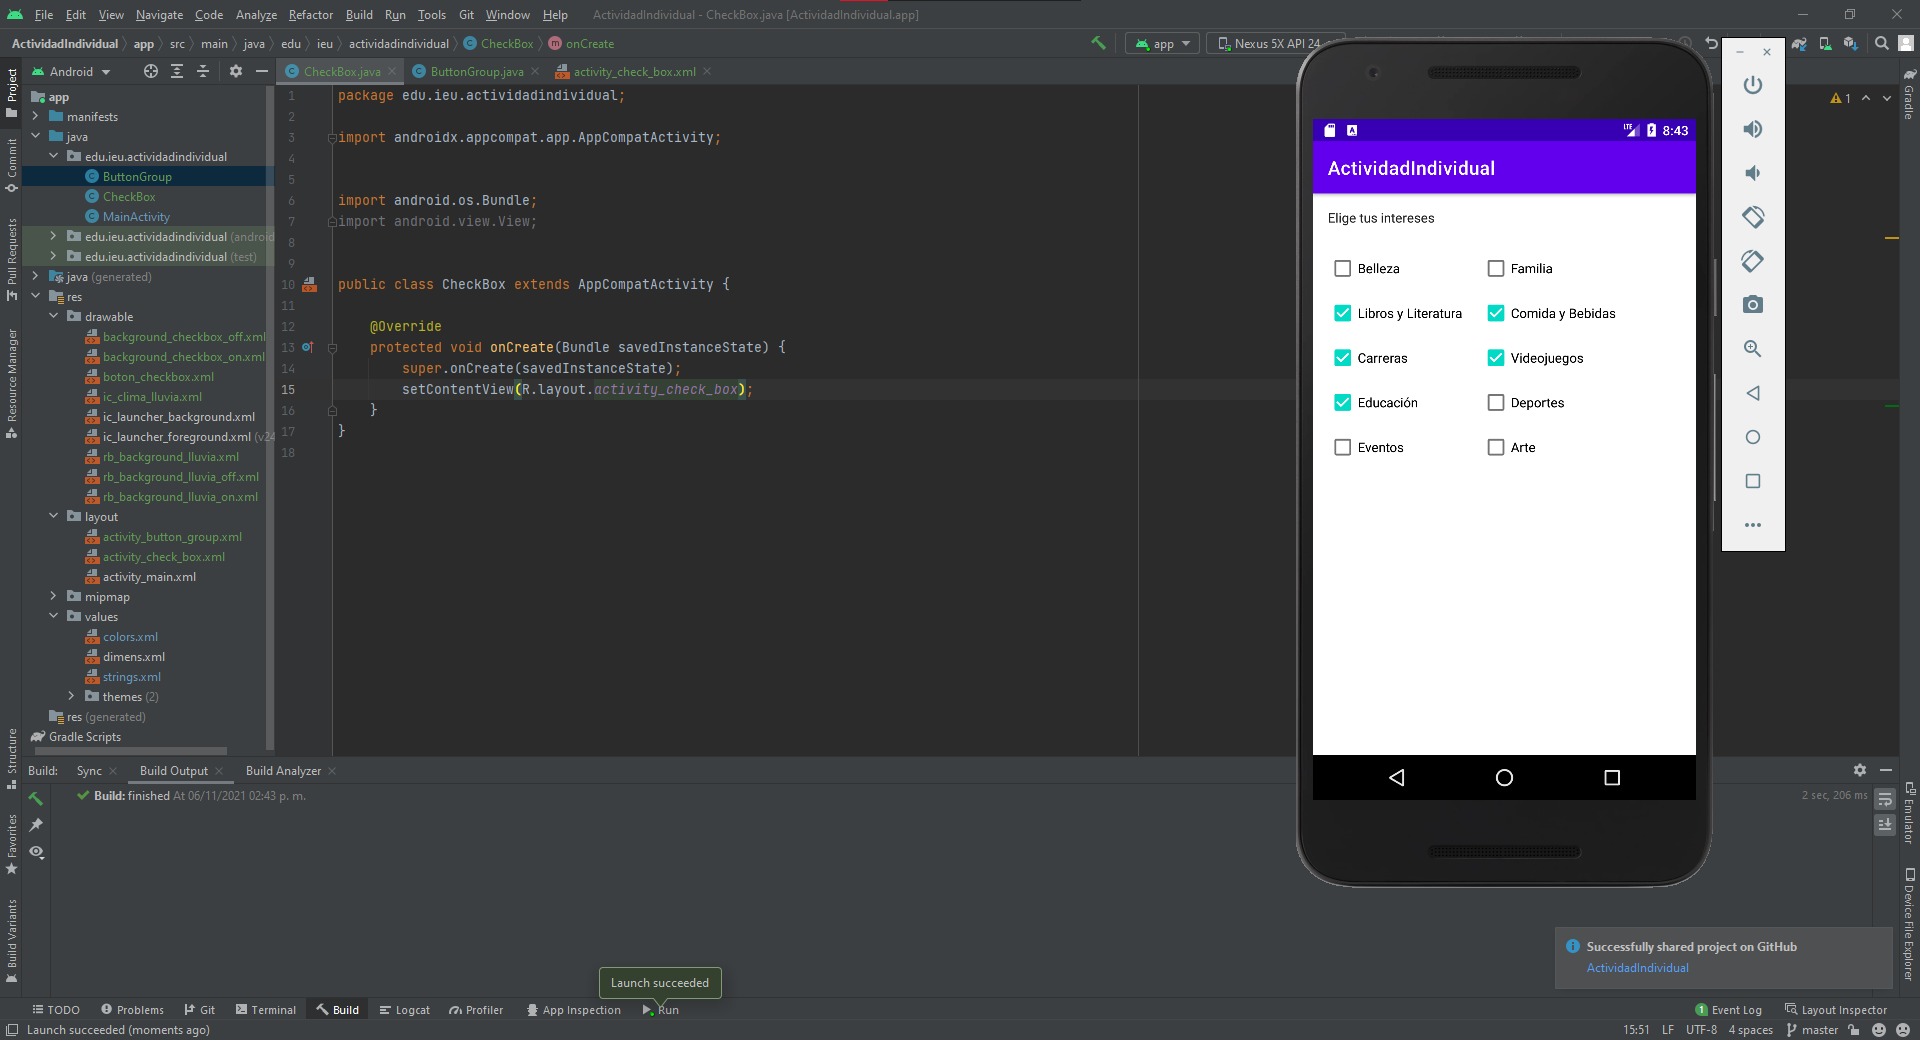 File Edit View Navigate Code Analyze Refactor Build Run Tools Git Window Help ActividadIndividual - CheckBox.java [ActividadIndividual.app]
ActividadIndividual app src main java edu ieu actividadindividual CheckBox onCreate app Nexus 5X API 24
Android
CheckBox.java ButtonGroup.java activity_check_box.xml
Project
Commit
Pull Requests
Resource Manager
Structure
Favorites
Build Variants
app
manifests
java
edu.ieu.actividadindividual
ButtonGroup
CheckBox
MainActivity
edu.ieu.actividadindividual (android
edu.ieu.actividadindividual (test)
java (generated)
res
drawable
background_checkbox_off.xml
background_checkbox_on.xml
boton_checkbox.xml
ic_clima_lluvia.xml
ic_launcher_background.xml
ic_launcher_foreground.xml (v24
rb_background_lluvia.xml
rb_background_lluvia_off.xml
rb_background_lluvia_on.xml
layout
activity_button_group.xml
activity_check_box.xml
activity_main.xml
mipmap
values
colors.xml
dimens.xml
strings.xml
themes (2)
res (generated)
Gradle Scripts
1 package edu.ieu.actividadindividual;
2
3 import androidx.appcompat.app.AppCompatActivity;
4
5
6 import android.os.Bundle;
7 import android.view.View;
8
9
10 public class CheckBox extends AppCompatActivity {
11
12 @Override
13 protected void onCreate(Bundle savedInstanceState) {
14 super.onCreate(savedInstanceState);
15 setContentView(R.layout.activity_check_box);
16 }
17 }
18
1
LTE 8:43
ActividadIndividual
Elige tus intereses
Belleza Familia
Libros y Literatura Comida y Bebidas
Carreras Videojuegos
Educación Deportes
Eventos Arte
Gradle
Emulator
Device File Explorer
Build: Sync Build Output Build Analyzer
Build: finished At 06/11/2021 02:43 p. m.
2 sec, 206 ms
Successfully shared project on GitHub
ActividadIndividual
Launch succeeded
TODO Problems Git Terminal Build Logcat Profiler App Inspection Run 1 Event Log Layout Inspector
Launch succeeded (moments ago) 15:51 LF UTF-8 4 spaces master